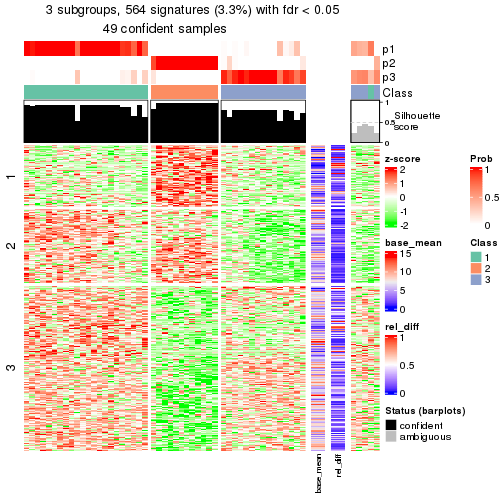 3 subgroups, 564 signatures (3.3%) with fdr < 0.05
49 confident samples
p1
p2
p3
Class
1
0.5
0
Silhouette
score
1
2
3
z-score
2
1
0
-1
-2
Prob
1
0.5
0
base_mean
15
10
5
0
Class
1
2
3
rel_diff
1
0.5
0
Status (barplots)
confident
ambiguous
base_mean
rel_diff